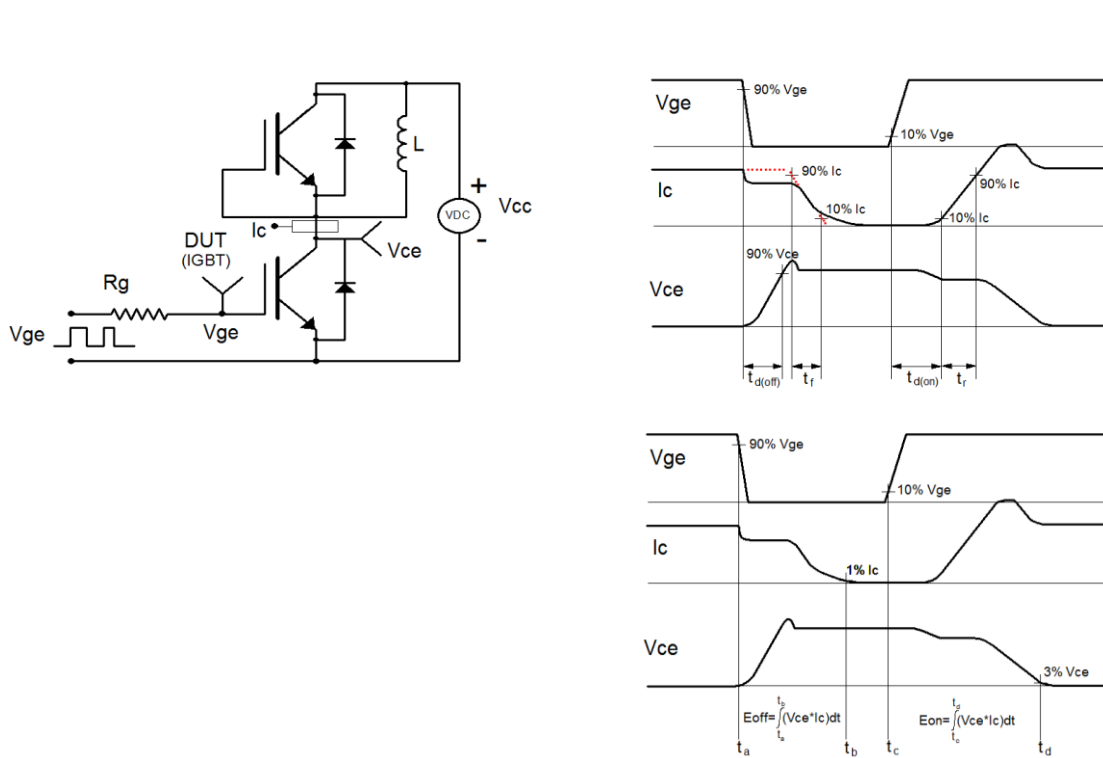 L
+
VDC
Vcc
-
Ic
Vce
DUT
(IGBT)
Rg
Vge
Vge
Vge
90% Vge
10% Vge
Ic
90% Ic
10% Ic
90% Ic
10% Ic
Vce
90% Vce
td(off)
tf
td(on)
tr
Vge
90% Vge
10% Vge
Ic
1% Ic
Vce
3% Vce
Eoff=∫(Vce*Ic)dt
Eon=∫(Vce*Ic)dt
td
ta
tb
tc
td